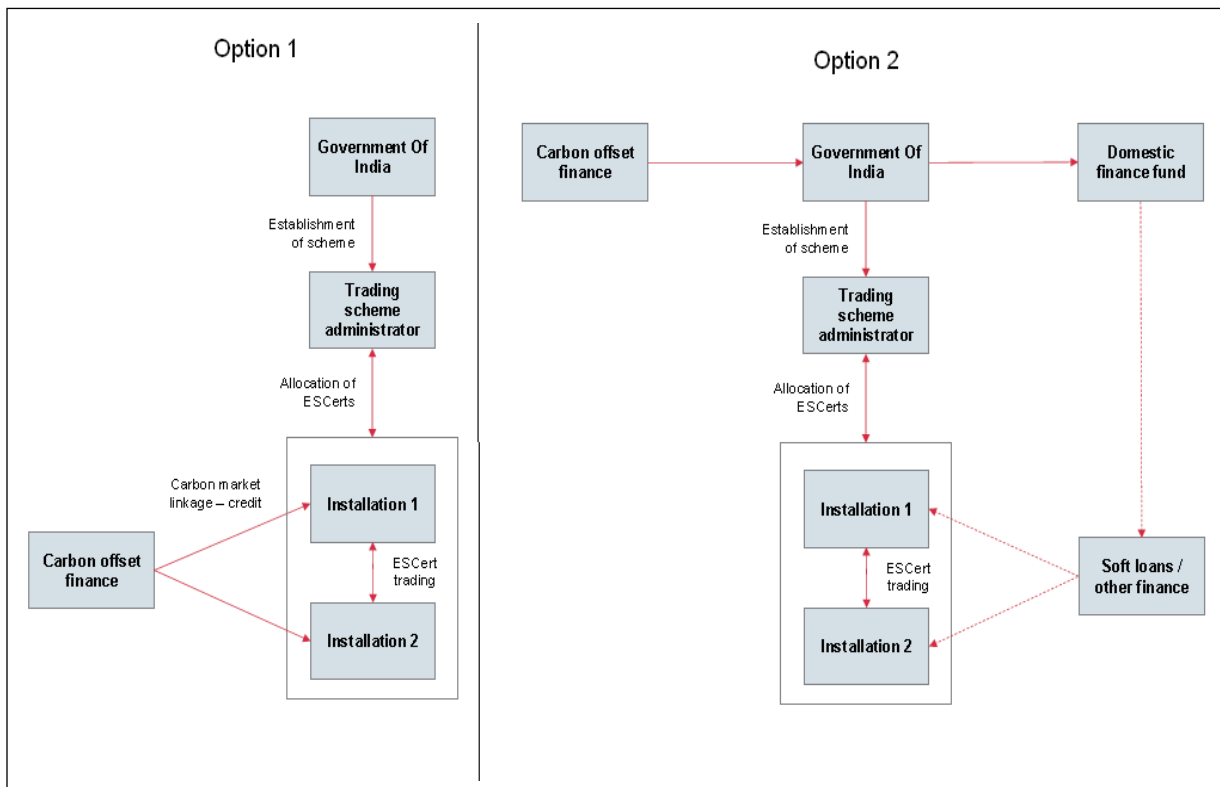 Option 1
Government Of
India
Establishment
of scheme
Trading
scheme
administrator
Allocation of
ESCerts
Carbon market
linkage – credit
Installation 1
Carbon offset
finance
ESCert
trading
Installation 2
Option 2
Carbon offset
finance
Government Of
India
Domestic
finance fund
Establishment
of scheme
Trading
scheme
administrator
Allocation of
ESCerts
Installation 1
ESCert
trading
Soft loans /
other finance
Installation 2